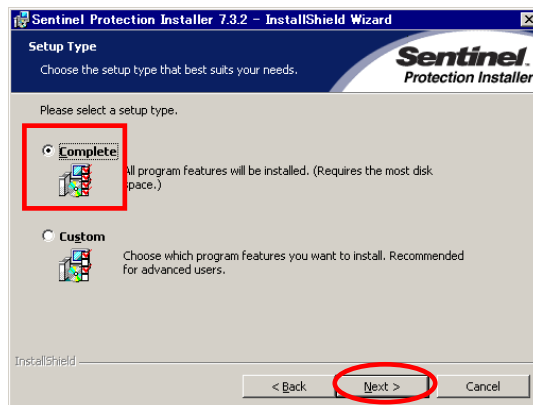 Sentinel Protection Installer 7.3.2 - InstallShield Wizard
Setup Type
Choose the setup type that best suits your needs.
Sentinel.
Protection Installer
Please select a setup type.
Complete
All program features will be installed. (Requires the most disk
space.)
Custom
Choose which program features you want to install. Recommended
for advanced users.
InstallShield
< Back
Next >
Cancel